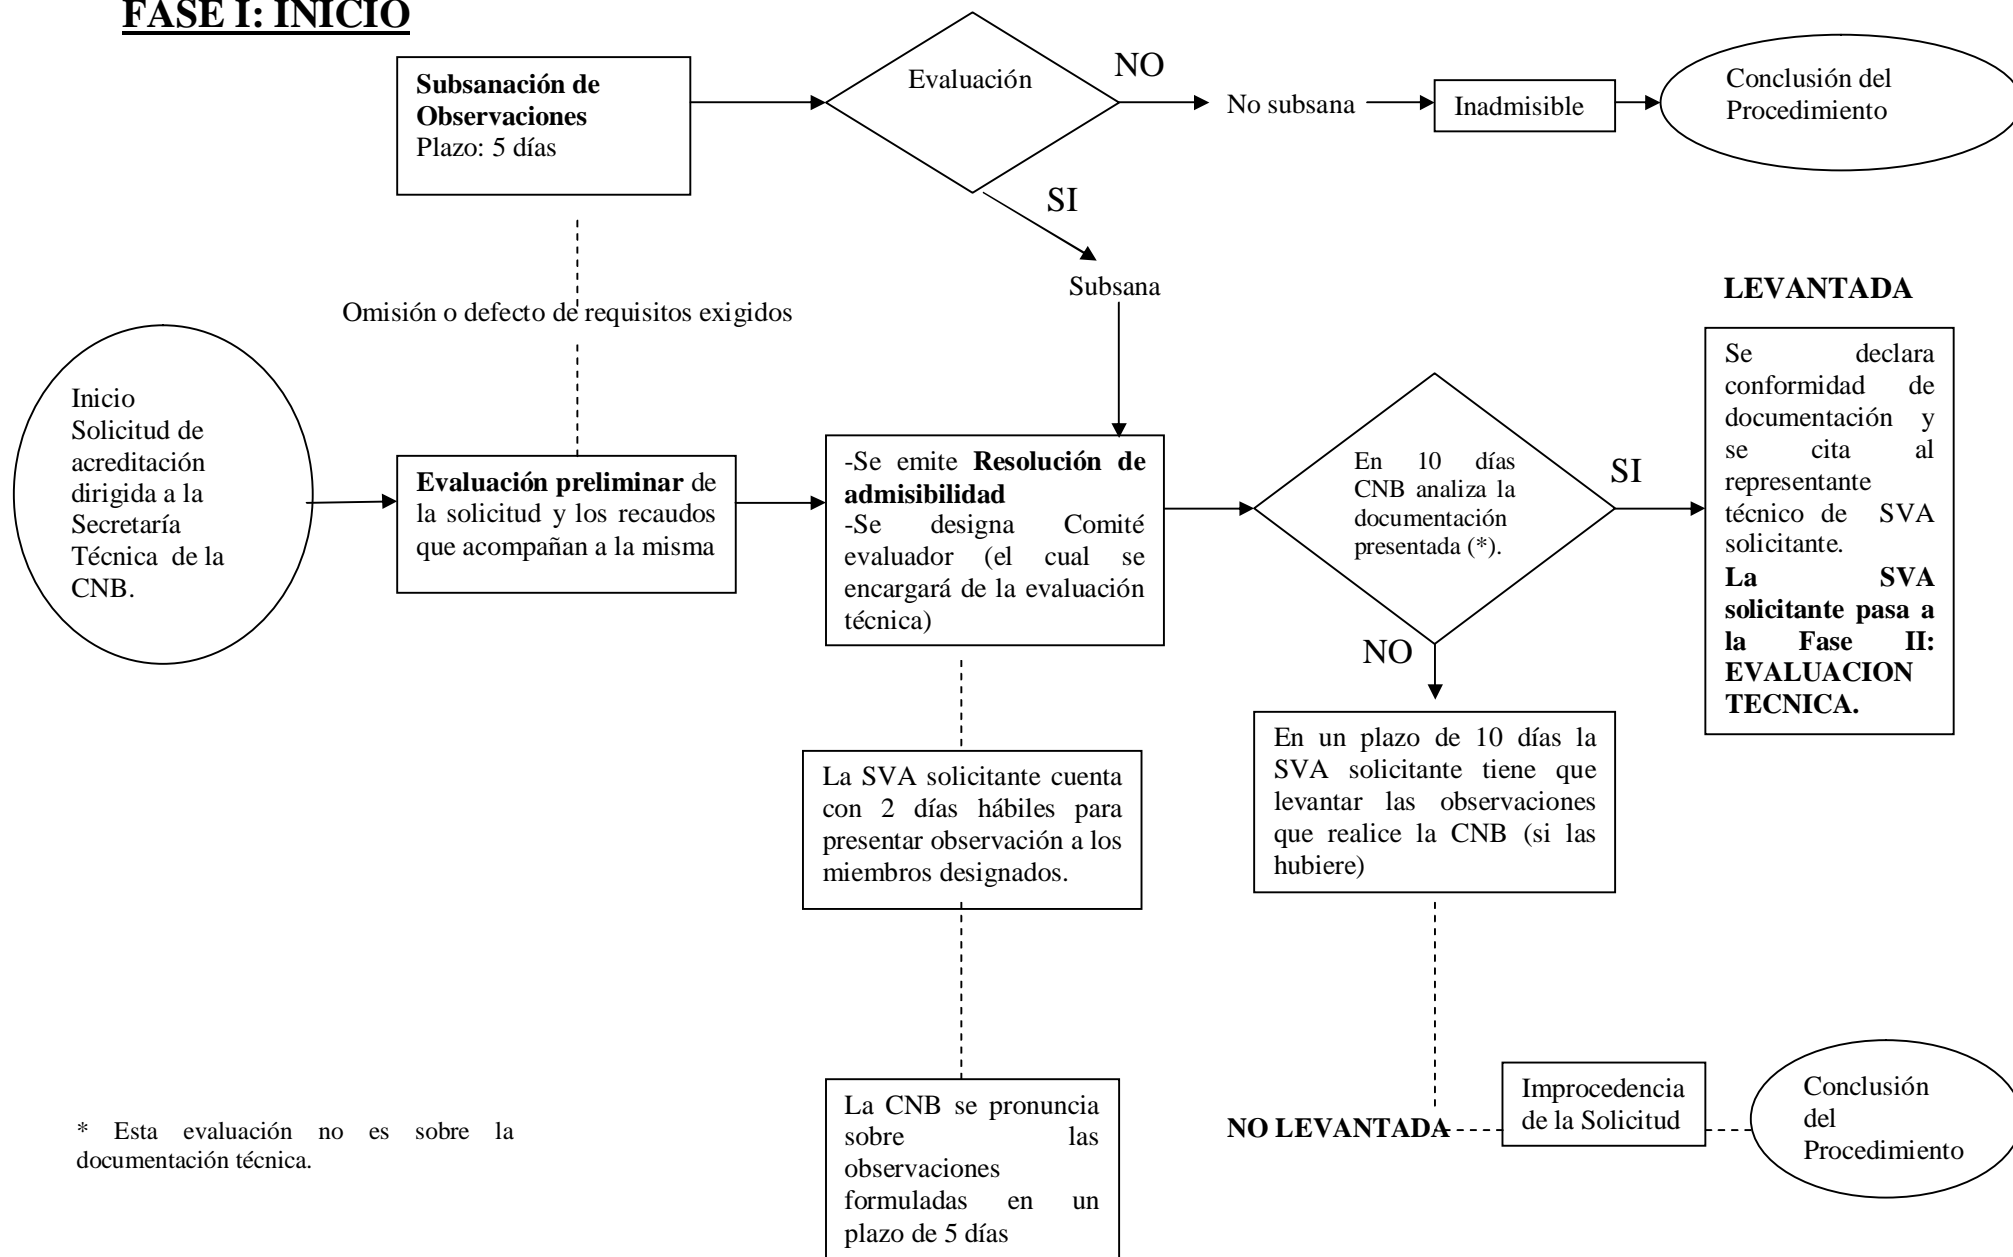 FASE I: INICIO
Subsanación de
Observaciones
Plazo: 5 días
Evaluación
NO
No subsana
Inadmisible
Conclusión del
Procedimiento
SI
Subsana
Omisión o defecto de requisitos exigidos
Inicio
Solicitud de
acreditación
dirigida a la
Secretaría
Técnica de la
CNB.
Evaluación preliminar de
la solicitud y los recaudos
que acompañan a la misma
-Se emite Resolución de
admisibilidad
-Se designa Comité
evaluador (el cual se
encargará de la evaluación
técnica)
En 10 días
CNB analiza la
documentación
presentada (*).
SI
LEVANTADA
Se declara
conformidad de
documentación y
se cita al
representante
técnico de SVA
solicitante.
La SVA
solicitante pasa a
la Fase II:
EVALUACION
TECNICA.
NO
La SVA solicitante cuenta
con 2 días hábiles para
presentar observación a los
miembros designados.
En un plazo de 10 días la
SVA solicitante tiene que
levantar las observaciones
que realice la CNB (si las
hubiere)
La CNB se pronuncia
sobre las
observaciones
formuladas en un
plazo de 5 días
NO LEVANTADA
Improcedencia
de la Solicitud
Conclusión
del
Procedimiento
* Esta evaluación no es sobre la
documentación técnica.